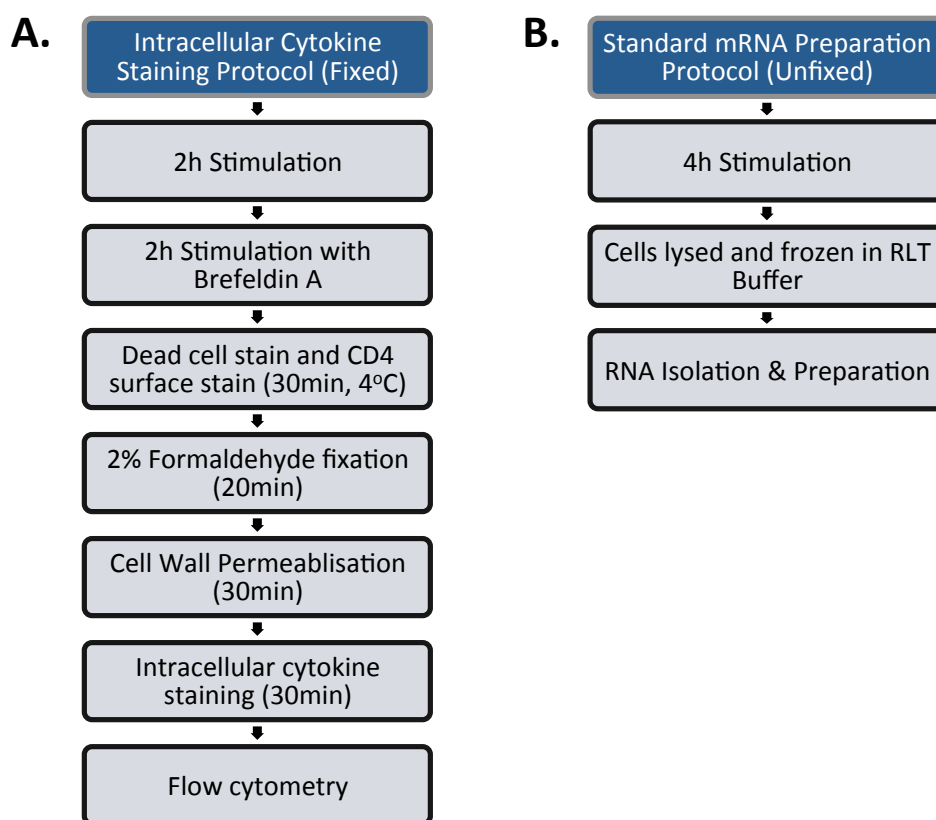 A.
Intracellular Cytokine
Staining Protocol (Fixed)
2h Stimulation
2h Stimulation with
Brefeldin A
Dead cell stain and CD4
surface stain (30min, 4°C)
2% Formaldehyde fixation
(20min)
Cell Wall Permeablisation
(30min)
Intracellular cytokine
staining (30min)
Flow cytometry
B.
Standard mRNA Preparation
Protocol (Unfixed)
4h Stimulation
Cells lysed and frozen in RLT
Buffer
RNA Isolation & Preparation